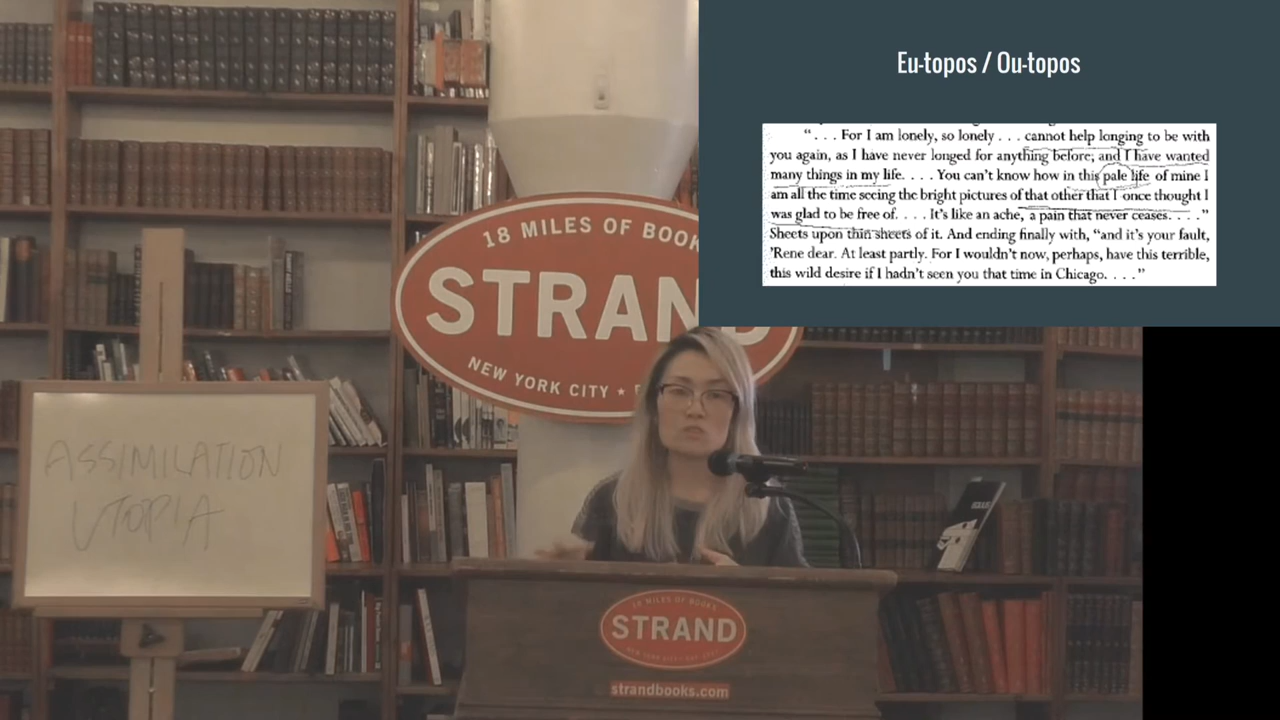 Eu-topos / Ou-topos
“. . . For I am lonely, so lonely . . . cannot help longing to be with
you again, as I have never longed for anything before; and I have wanted
many things in my life. . . . You can’t know how in this pale life of mine I
am all the time seeing the bright pictures of that other that I once thought I
was glad to be free of. . . . It’s like an ache, a pain that never ceases. . . .”
Sheets upon thin sheets of it. And ending finally with, “and it’s your fault,
’Rene dear. At least partly. For I wouldn’t now, perhaps, have this terrible,
this wild desire if I hadn’t seen you that time in Chicago. . . .”
18 MILES OF BOOK
STRAND
NEW YORK CITY ★
ASSIMILATION
UTOPIA
18 MILES OF BOOKS
STRAND
strandbooks.com